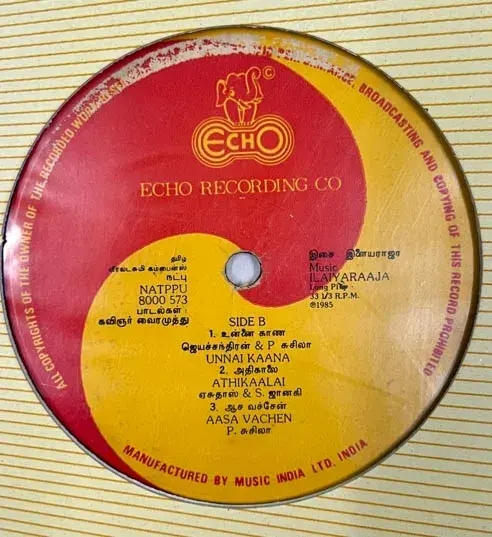 ALL COPYRIGHTS OF THE OWNER OF THE RECORDED WORK
PERFORMANCE, BROADCASTING AND COPYING OF THIS RECORD PROHIBITED
©
ECHO
ECHO RECORDING CO
தமிழ்
நட்பு
NATPPU
8000 573
பாடல்கள் :
கவிஞர் வைரமுத்து
இசை இளையராஜா
Music
ILAIYARAAJA
Long Play
33 1/3 R.P.M.
℗1985
SIDE B
1. உன்னை காண
ஜெயச்சந்திரன் & P சுசிலா
UNNAI KAANA
2. அதிகாலை
ATHIKAALAI
ஏசுதாஸ் & S. ஜானகி
3. ஆச வச்சேன்
AASA VACHEN
P. சுசிலா
MANUFACTURED BY MUSIC INDIA LTD. INDIA